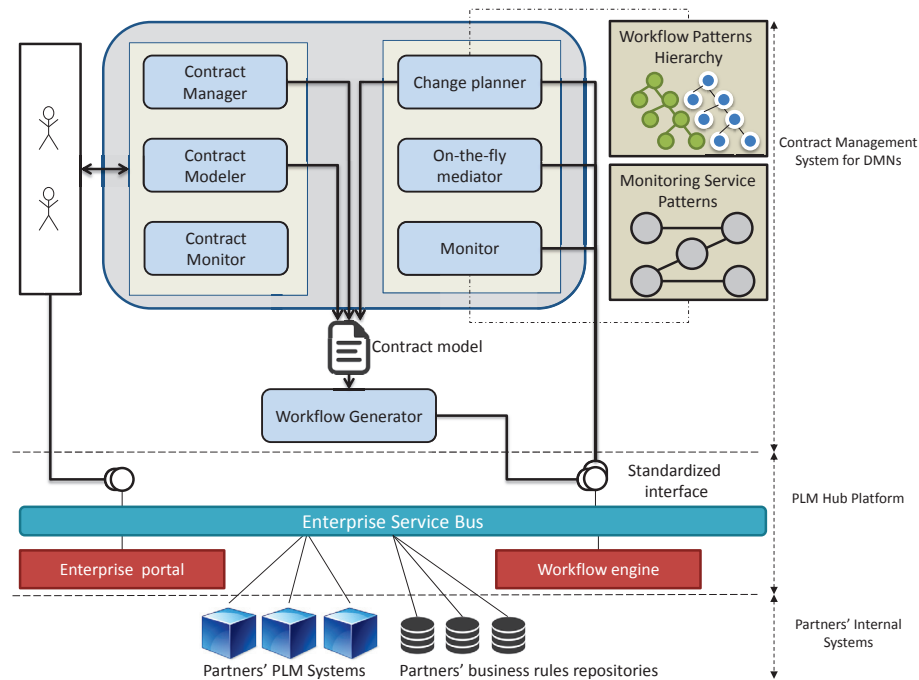 Workflow Patterns
Hierarchy
Contract
Manager
Change planner
Contract
Modeler
On-the-fly
mediator
Contract Management
System for DMNs
Monitoring Service
Patterns
Contract
Monitor
Monitor
Contract model
Workflow Generator
Standardized
interface
PLM Hub Platform
Enterprise Service Bus
Enterprise portal
Workflow engine
Partners' PLM Systems
Partners' business rules repositories
Partners' Internal
Systems